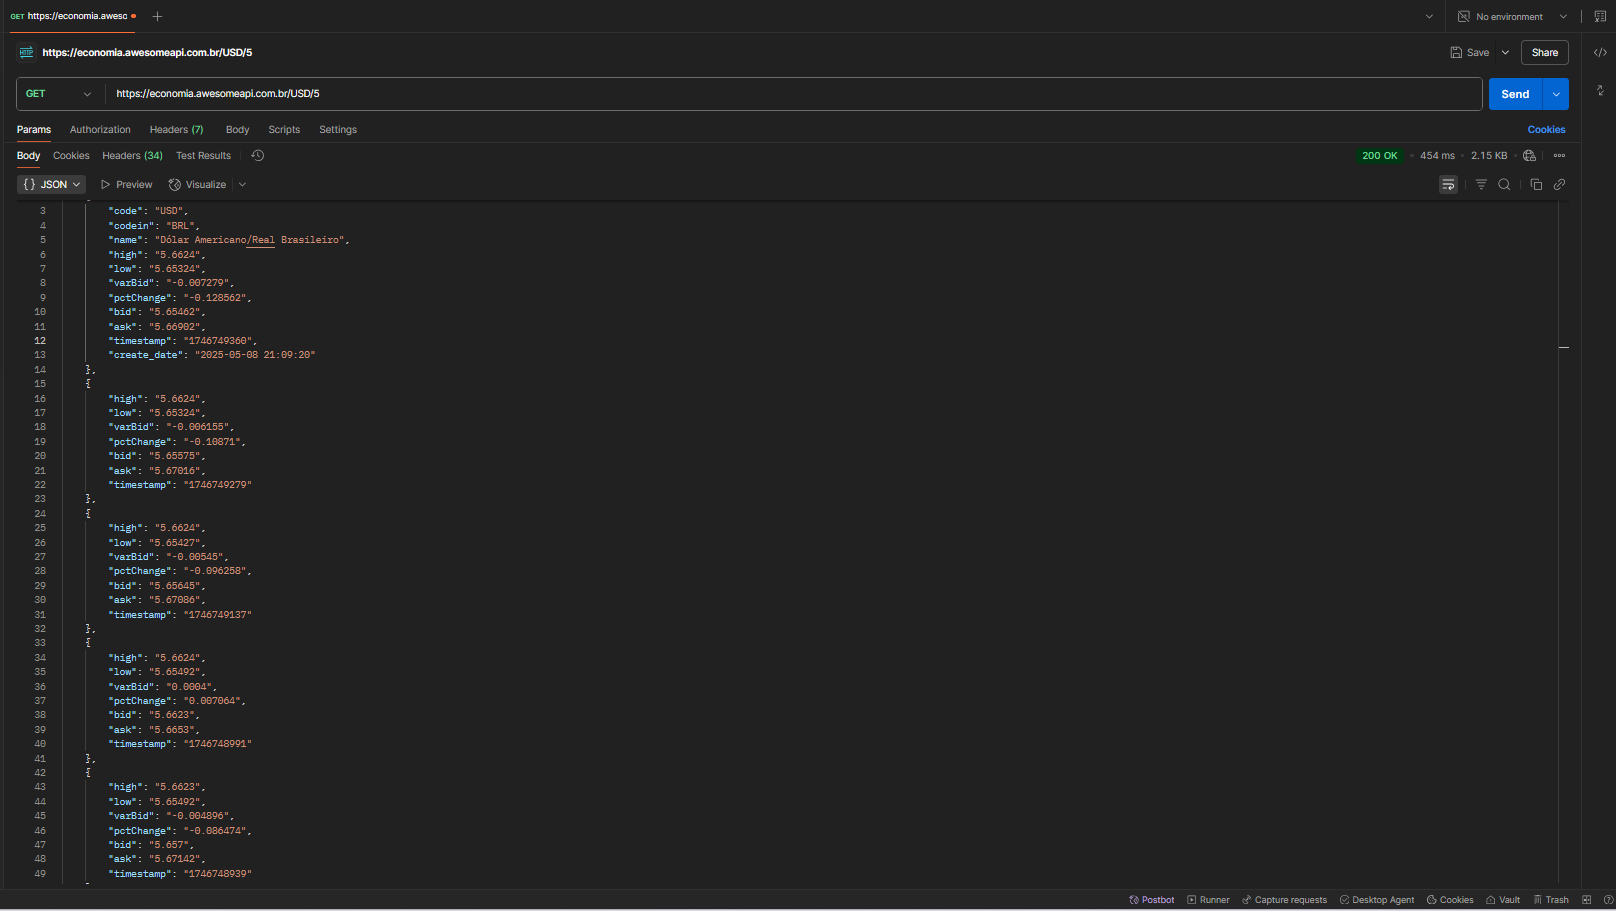 GET https://economia.aweso
No environment
HTTP https://economia.awesomeapi.com.br/USD/5
Save
Share
GET https://economia.awesomeapi.com.br/USD/5
Send
Params Authorization Headers (7) Body Scripts Settings
Cookies
Body Cookies Headers (34) Test Results
200 OK 454 ms 2.15 KB
{} JSON Preview Visualize
3 "code": "USD",
4 "codein": "BRL",
5 "name": "Dólar Americano/Real Brasileiro",
6 "high": "5.6624",
7 "low": "5.65324",
8 "varBid": "-0.007279",
9 "pctChange": "-0.128562",
10 "bid": "5.65462",
11 "ask": "5.66902",
12 "timestamp": "1746749360",
13 "create_date": "2025-05-08 21:09:20"
14 },
15 {
16 "high": "5.6624",
17 "low": "5.65324",
18 "varBid": "-0.006155",
19 "pctChange": "-0.10871",
20 "bid": "5.65575",
21 "ask": "5.67016",
22 "timestamp": "1746749279"
23 },
24 {
25 "high": "5.6624",
26 "low": "5.65427",
27 "varBid": "-0.00545",
28 "pctChange": "-0.096258",
29 "bid": "5.65645",
30 "ask": "5.67086",
31 "timestamp": "1746749137"
32 },
33 {
34 "high": "5.6624",
35 "low": "5.65492",
36 "varBid": "0.0004",
37 "pctChange": "0.007064",
38 "bid": "5.6623",
39 "ask": "5.6653",
40 "timestamp": "1746748991"
41 },
42 {
43 "high": "5.6623",
44 "low": "5.65492",
45 "varBid": "-0.004896",
46 "pctChange": "-0.086474",
47 "bid": "5.657",
48 "ask": "5.67142",
49 "timestamp": "1746748939"
Postbot Runner Capture requests Desktop Agent Cookies Vault Trash